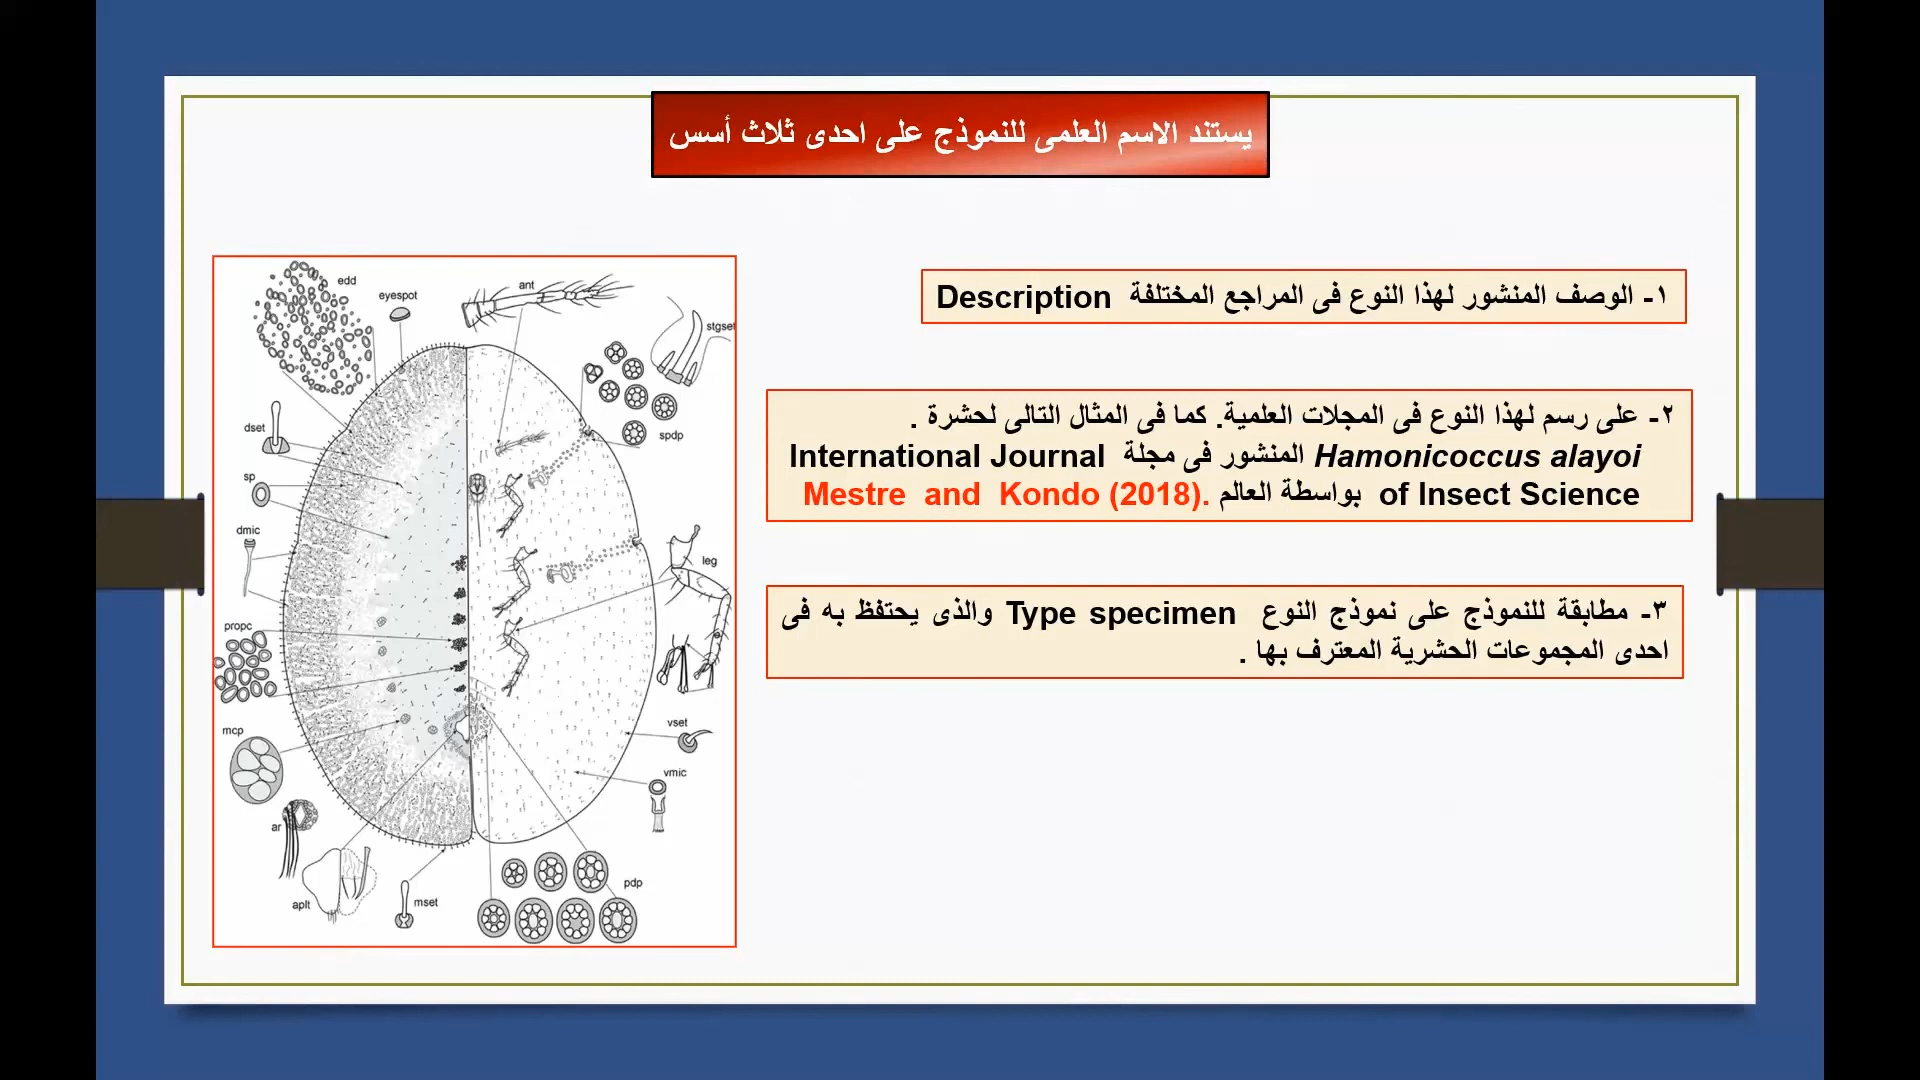 يستند الاسم العلمى للنموذج على احدى ثلاث أسس
١- الوصف المنشور لهذا النوع فى المراجع المختلفة Description
٢- على رسم لهذا النوع فى المجلات العلمية. كما فى المثال التالى لحشرة .
Hamonicoccus alayoi المنشور فى مجلة International Journal
of Insect Science بواسطة العالم Mestre and Kondo (2018).
٣- مطابقة للنموذج على نموذج النوع Type specimen والذى يحتفظ به فى
احدى المجموعات الحشرية المعترف بها .
edd
eyespot
ant
stgset
dset
spdp
sp
dmic
leg
propc
mcp
vset
vmic
ar
aplt
mset
pdp